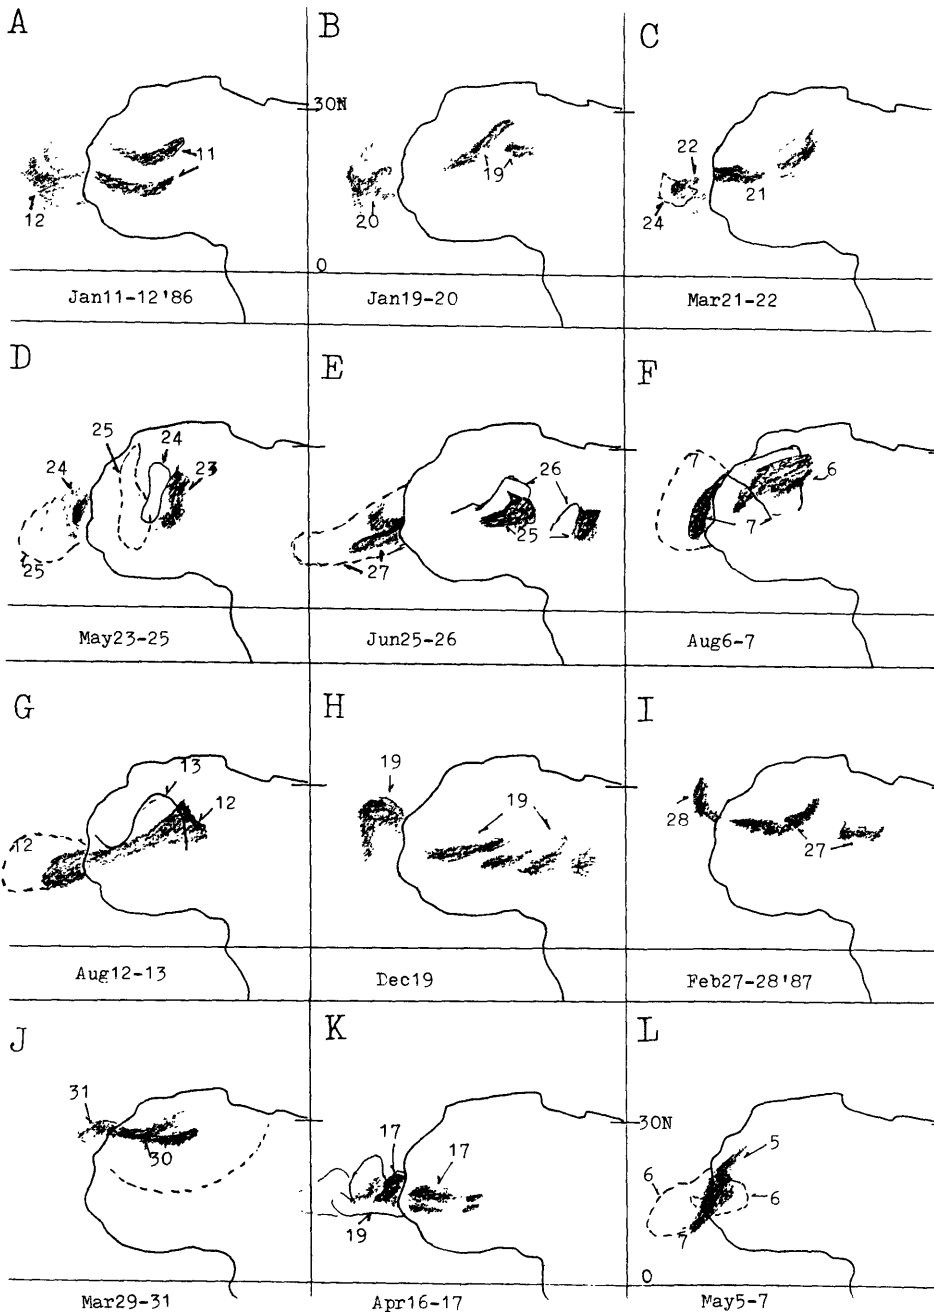 A
B
C
30N
11
12
19
20
22
21
24
0
Jan11-12'86
Jan19-20
Mar21-22
D
E
F
25
24
24
23
25
26
25
27
7
6
7
May23-25
Jun25-26
Aug6-7
G
H
I
13
12
12
19
19
28
27
Aug12-13
Dec19
Feb27-28'87
J
K
L
31
30
17
17
19
30N
5
6
6
7
0
Mar29-31
Apr16-17
May5-7